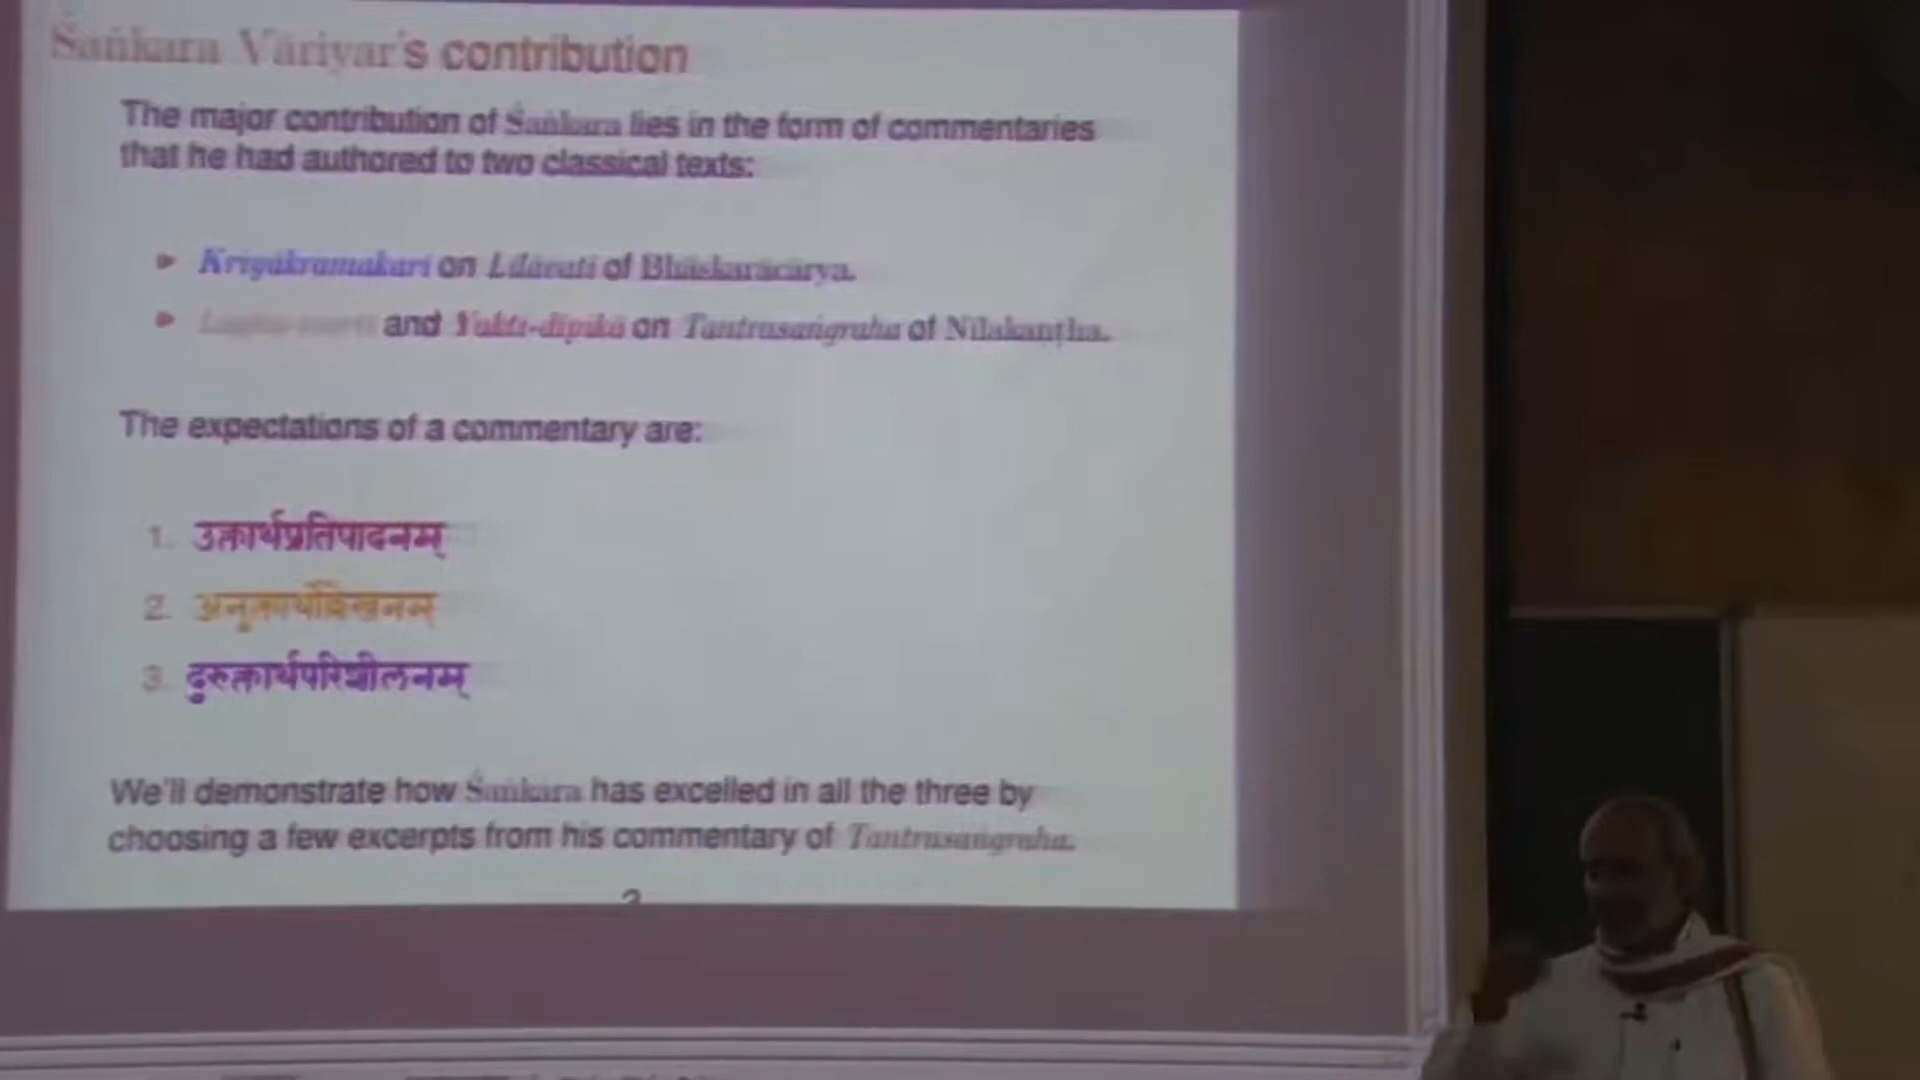 Śaṅkara Vāriyar's contribution
The major contribution of Śaṅkara lies in the form of commentaries
that he had authored to two classical texts:
Kriyākramakarī on Līlāvatī of Bhāskarācārya.
and Yukti-dīpikā on Tantrasaṅgraha of Nīlakaṇṭha.
The expectations of a commentary are:
1. उक्तार्थप्रतिपादनम्
2. अनुक्तार्थोल्लेखनम्
3. दुरुक्तार्थपरिशीलनम्
We'll demonstrate how Śaṅkara has excelled in all the three by
choosing a few excerpts from his commentary of Tantrasaṅgraha.